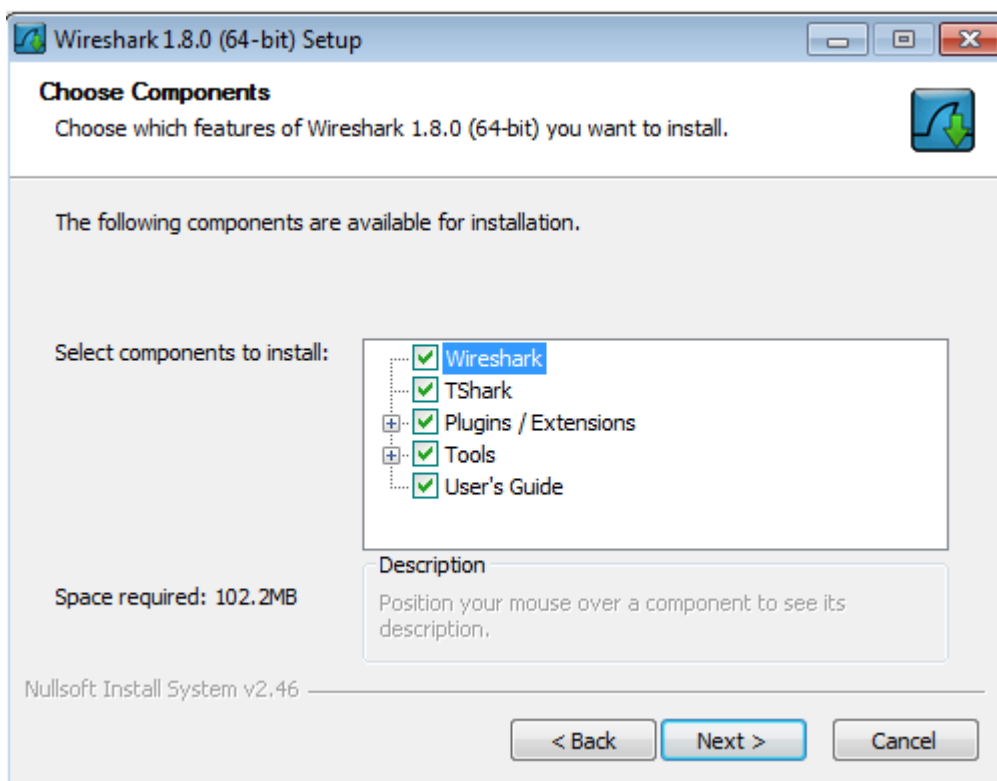 Wireshark 1.8.0 (64-bit) Setup
Choose Components
Choose which features of Wireshark 1.8.0 (64-bit) you want to install.
The following components are available for installation.
Select components to install:
Wireshark
TShark
Plugins / Extensions
Tools
User's Guide
Space required: 102.2MB
Description
Position your mouse over a component to see its
description.
Nullsoft Install System v2.46
< Back
Next >
Cancel